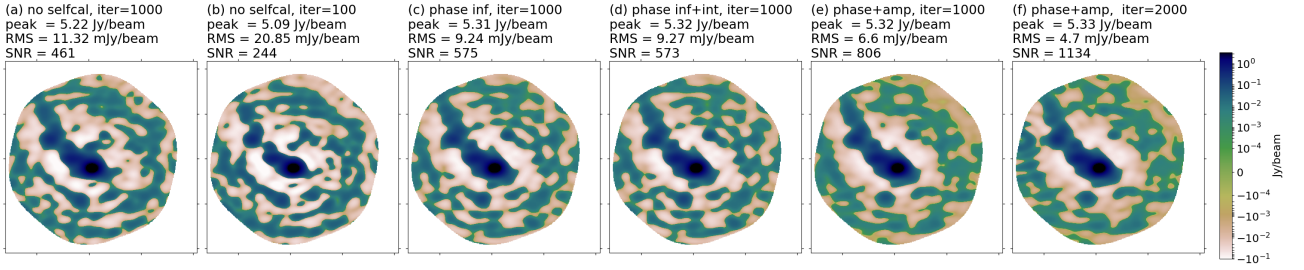 (a) no selfcal, iter=1000
peak = 5.22 Jy/beam
RMS = 11.32 mJy/beam
SNR = 461
(b) no selfcal, iter=100
peak = 5.09 Jy/beam
RMS = 20.85 mJy/beam
SNR = 244
(c) phase inf, iter=1000
peak = 5.31 Jy/beam
RMS = 9.24 mJy/beam
SNR = 575
(d) phase inf+int, iter=1000
peak = 5.32 Jy/beam
RMS = 9.27 mJy/beam
SNR = 573
(e) phase+amp, iter=1000
peak = 5.32 Jy/beam
RMS = 6.6 mJy/beam
SNR = 806
(f) phase+amp, iter=2000
peak = 5.33 Jy/beam
RMS = 4.7 mJy/beam
SNR = 1134
10⁰
10⁻¹
10⁻²
10⁻³
10⁻⁴
0
−10⁻⁴
−10⁻³
−10⁻²
−10⁻¹
Jy/beam